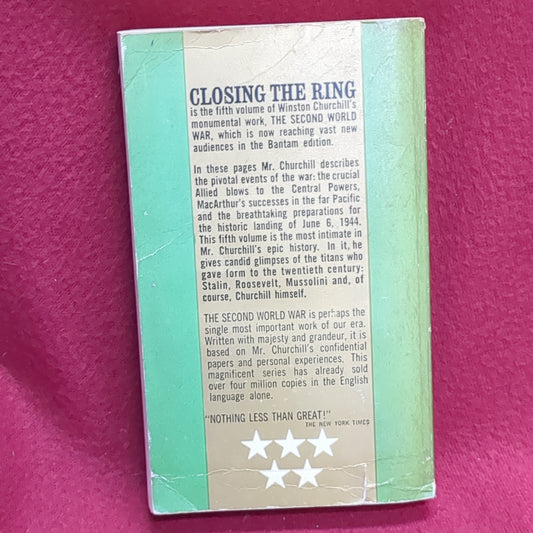 CLOSING THE RING
is the fifth volume of Winston Churchill's
monumental work, THE SECOND WORLD
WAR, which is now reaching vast new
audiences in the Bantam edition.
In these pages Mr. Churchill describes
the pivotal events of the war: the crucial
Allied blows to the Central Powers,
MacArthur's successes in the far Pacific
and the breathtaking preparations for
the historic landing of June 6, 1944.
This fifth volume is the most intimate in
Mr. Churchill's epic history. In it, he
gives candid glimpses of the titans who
gave form to the twentieth century:
Stalin, Roosevelt, Mussolini and, of
course, Churchill himself.
THE SECOND WORLD WAR is perhaps the
single most important work of our era.
Written with majesty and grandeur, it is
based on Mr. Churchill's confidential
papers and personal experiences. This
magnificent series has already sold
over four million copies in the English
language alone.
"NOTHING LESS THAN GREAT!"
THE NEW YORK TIMES